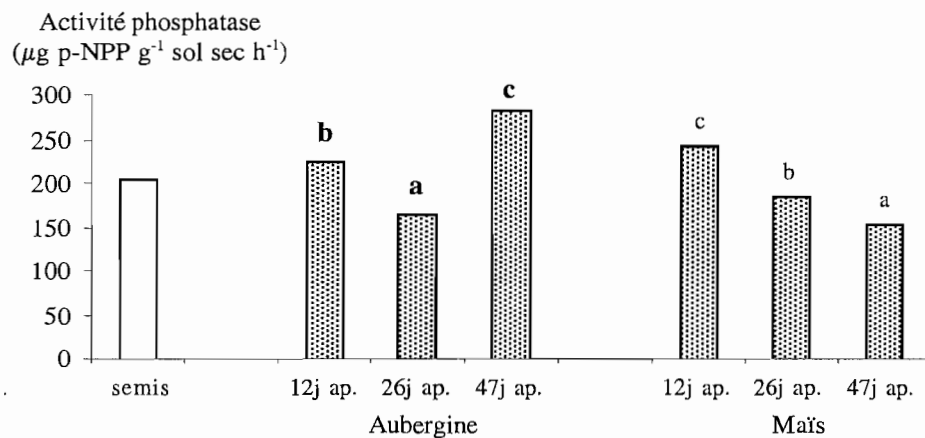 Activité phosphatase
(μg p-NPP g⁻¹ sol sec h⁻¹)
300
250
200
150
100
50
0
c
b
a
c
b
a
semis
12j ap.
26j ap.
47j ap.
12j ap.
26j ap.
47j ap.
Aubergine
Maïs